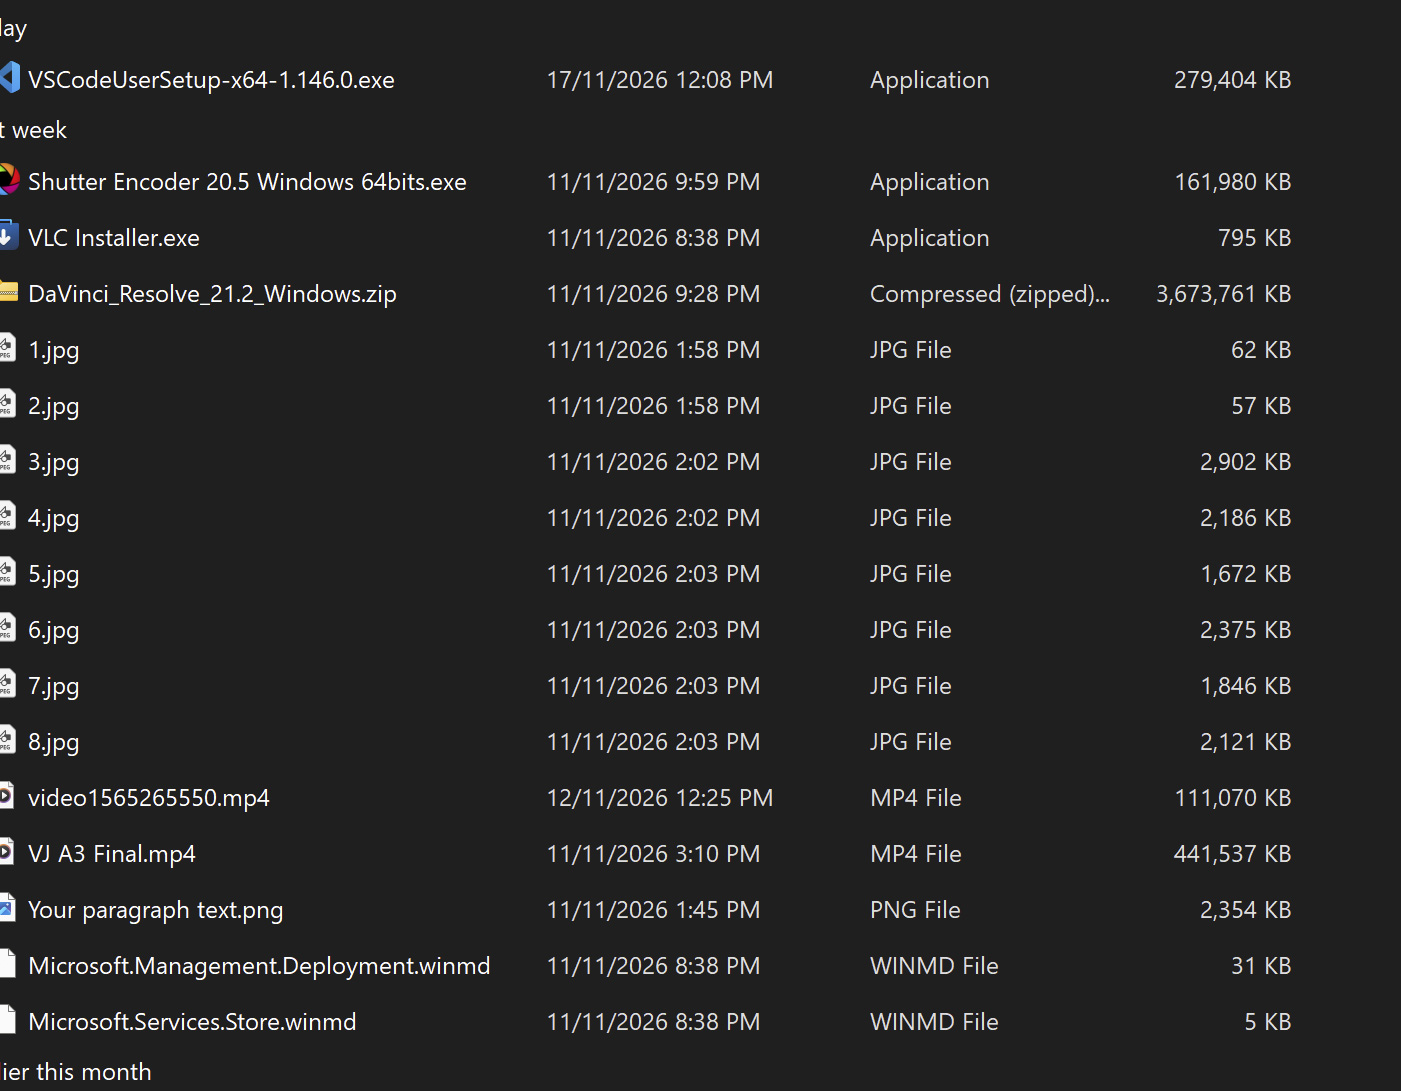 lay
VSCodeUserSetup-x64-1.146.0.exe 17/11/2026 12:08 PM Application 279,404 KB
t week
Shutter Encoder 20.5 Windows 64bits.exe 11/11/2026 9:59 PM Application 161,980 KB
VLC Installer.exe 11/11/2026 8:38 PM Application 795 KB
DaVinci_Resolve_21.2_Windows.zip 11/11/2026 9:28 PM Compressed (zipped)... 3,673,761 KB
1.jpg 11/11/2026 1:58 PM JPG File 62 KB
2.jpg 11/11/2026 1:58 PM JPG File 57 KB
3.jpg 11/11/2026 2:02 PM JPG File 2,902 KB
4.jpg 11/11/2026 2:02 PM JPG File 2,186 KB
5.jpg 11/11/2026 2:03 PM JPG File 1,672 KB
6.jpg 11/11/2026 2:03 PM JPG File 2,375 KB
7.jpg 11/11/2026 2:03 PM JPG File 1,846 KB
8.jpg 11/11/2026 2:03 PM JPG File 2,121 KB
video1565265550.mp4 12/11/2026 12:25 PM MP4 File 111,070 KB
VJ A3 Final.mp4 11/11/2026 3:10 PM MP4 File 441,537 KB
Your paragraph text.png 11/11/2026 1:45 PM PNG File 2,354 KB
Microsoft.Management.Deployment.winmd 11/11/2026 8:38 PM WINMD File 31 KB
Microsoft.Services.Store.winmd 11/11/2026 8:38 PM WINMD File 5 KB
lier this month